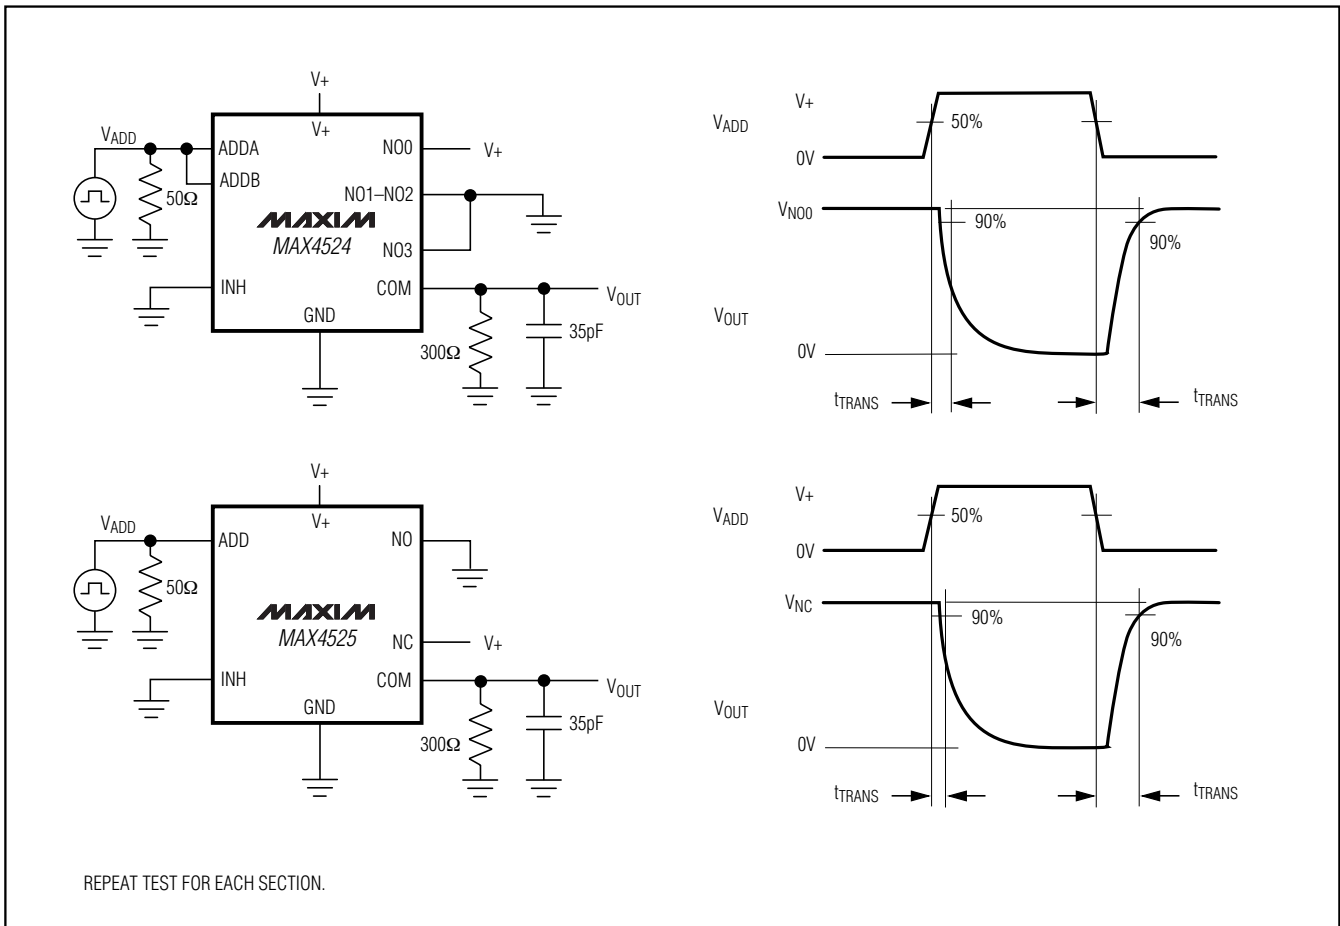 V+
V+
VADD
ADDA
ADDB
50Ω
NO0
V+
NO1–NO2
MAXIM
MAX4524
NO3
INH
COM
VOUT
GND
300Ω
35pF
VADD
V+
50%
0V
VNO0
90%
90%
VOUT
0V
tTRANS
tTRANS
V+
V+
VADD
ADD
50Ω
NO
MAXIM
MAX4525
NC
V+
INH
COM
VOUT
GND
300Ω
35pF
VADD
V+
50%
0V
VNC
90%
90%
VOUT
0V
tTRANS
tTRANS
REPEAT TEST FOR EACH SECTION.